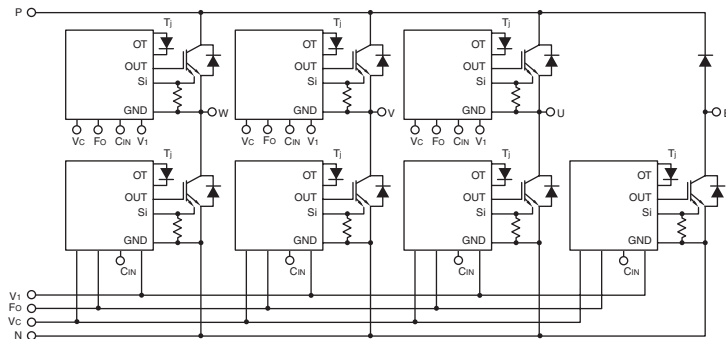 P
Tj Tj Tj
OT OT OT
OUT OUT OUT
Si Si Si
GND W GND V GND U B
VC FO CIN V1 VC FO CIN V1 VC FO CIN V1
Tj Tj Tj Tj
OT OT OT OT
OUT OUT OUT OUT
Si Si Si Si
GND GND GND GND
CIN CIN CIN CIN
V1
FO
VC
N